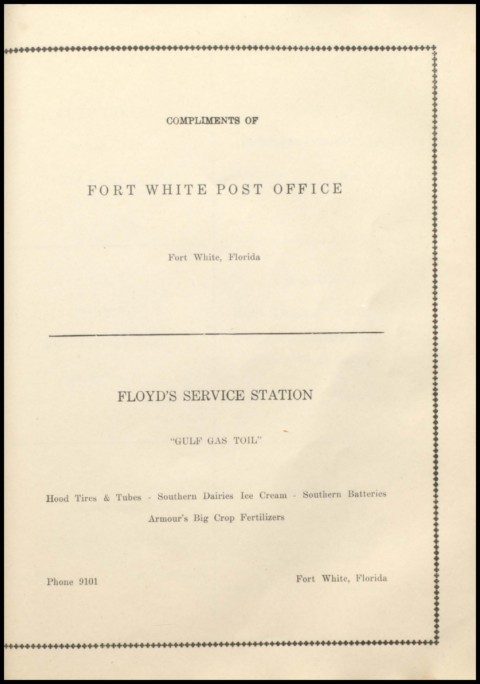 COMPLIMENTS OF
FORT WHITE POST OFFICE
Fort White, Florida
FLOYD'S SERVICE STATION
"GULF GAS TOIL"
Hood Tires & Tubes - Southern Dairies Ice Cream - Southern Batteries
Armour's Big Crop Fertilizers
Phone 9101
Fort White, Florida